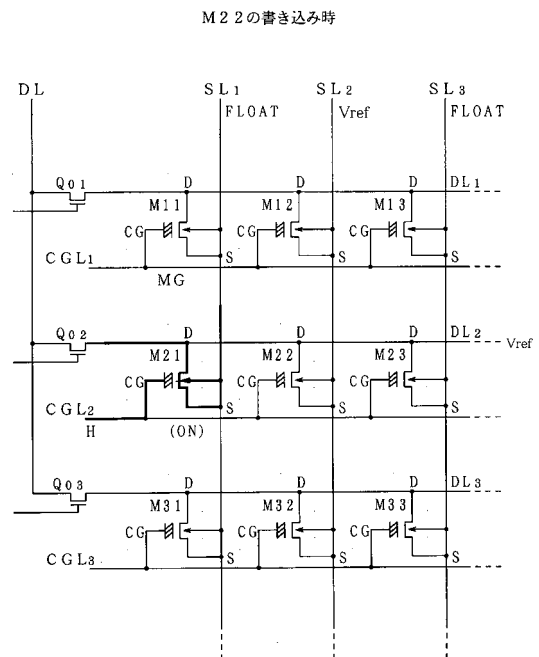 M22の書き込み時
DL SL1 SL2 SL3
FLOAT Vref FLOAT
Q01 D D D DL1
M11 M12 M13
CG CG CG
CGL1 S S S
MG
Q02 D D D DL2 Vref
M21 M22 M23
CG CG CG
CGL2 S S S
H (ON)
Q03 D D D DL3
M31 M32 M33
CG CG CG
CGL3 S S S